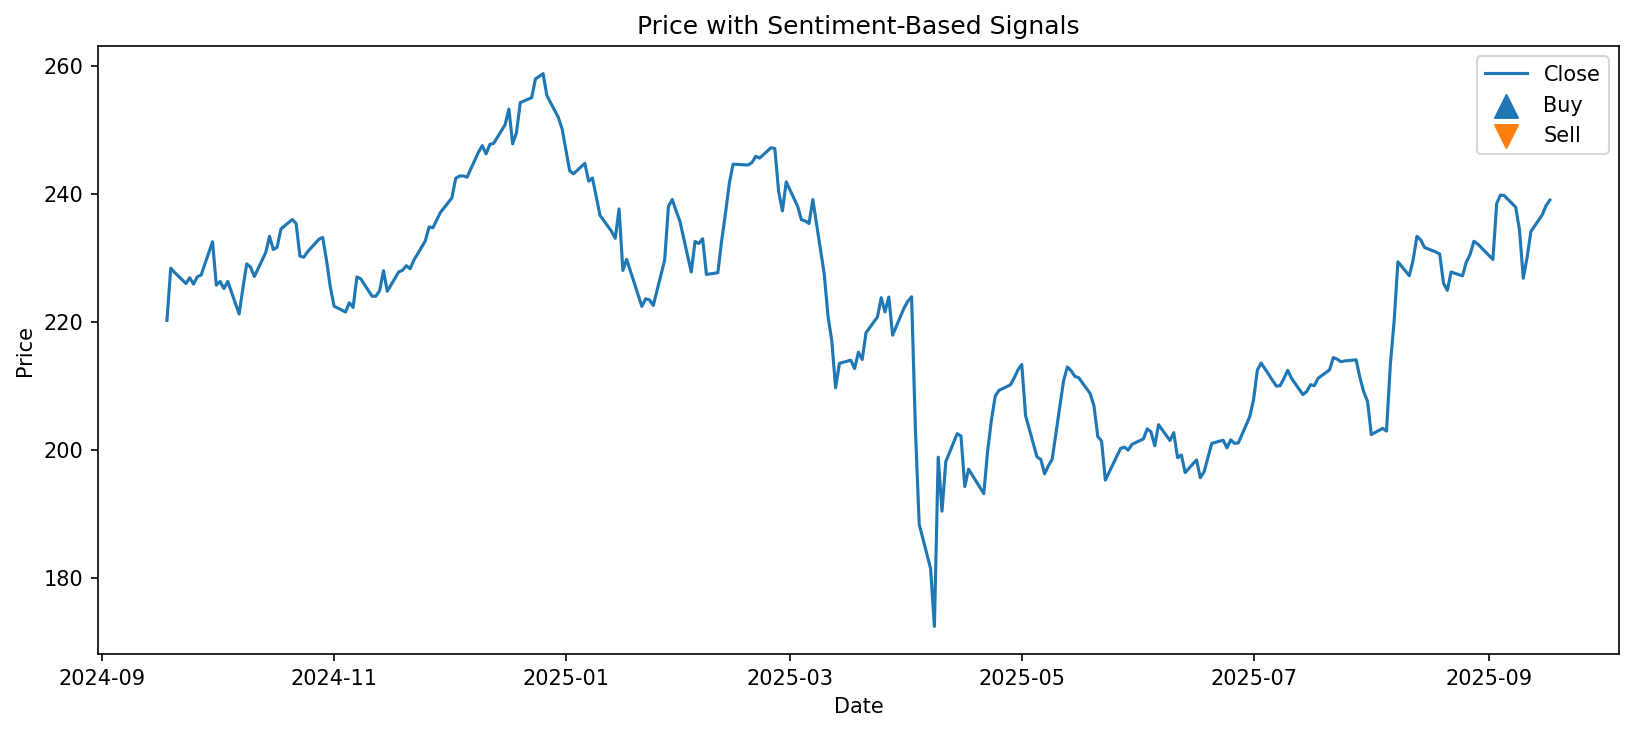 Price with Sentiment-Based Signals
Close
Buy
Sell
Price
260
240
220
200
180
2024-09 2024-11 2025-01 2025-03 2025-05 2025-07 2025-09
Date